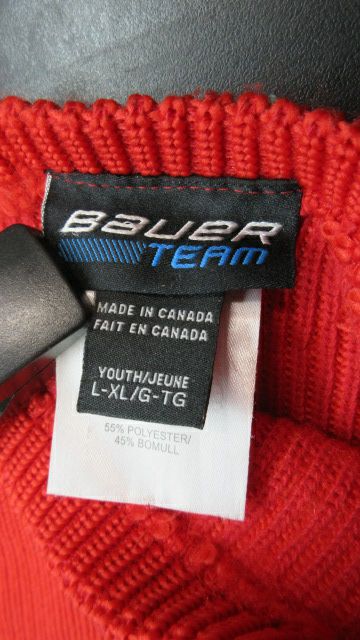 BaUeR
TEAM
MADE IN CANADA
FAIT EN CANADA
YOUTH/JEUNE
L-XL/G-TG
55% POLYESTER/
45% BOMULL